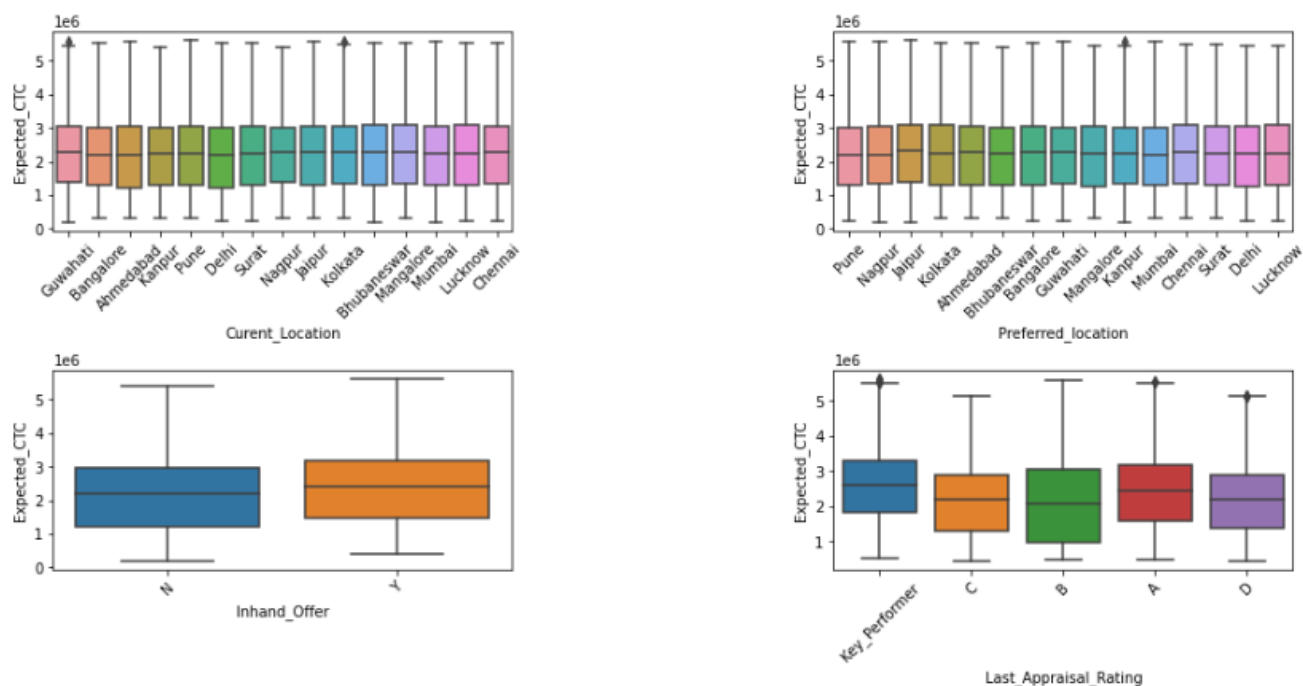 1e6
Expected_CTC
5
4
3
2
1
0
Guwahati
Bangalore
Ahmedabad
Kanpur
Pune
Delhi
Surat
Nagpur
Jaipur
Kolkata
Bhubaneswar
Mangalore
Mumbai
Lucknow
Chennai
Curent_Location
1e6
Expected_CTC
5
4
3
2
1
0
Pune
Nagpur
Jaipur
Kolkata
Ahmedabad
Bhubaneswar
Bangalore
Guwahati
Mangalore
Kanpur
Mumbai
Chennai
Surat
Delhi
Lucknow
Preferred_location
1e6
Expected_CTC
5
4
3
2
1
0
N
Y
Inhand_Offer
1e6
Expected_CTC
5
4
3
2
1
Key_Performer
C
B
A
D
Last_Appraisal_Rating